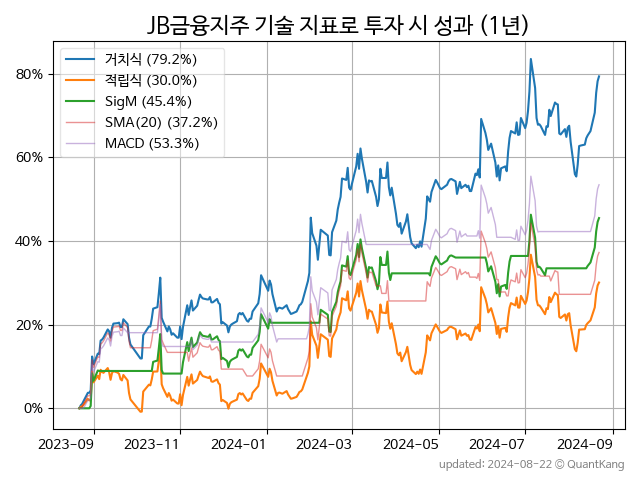 JB금융지주 기술 지표로 투자 시 성과 (1년)
거치식 (79.2%)
적립식 (30.0%)
SigM (45.4%)
SMA(20) (37.2%)
MACD (53.3%)
80%
60%
40%
20%
0%
2023-09 2023-11 2024-01 2024-03 2024-05 2024-07 2024-09
updated: 2024-08-22 © QuantKang